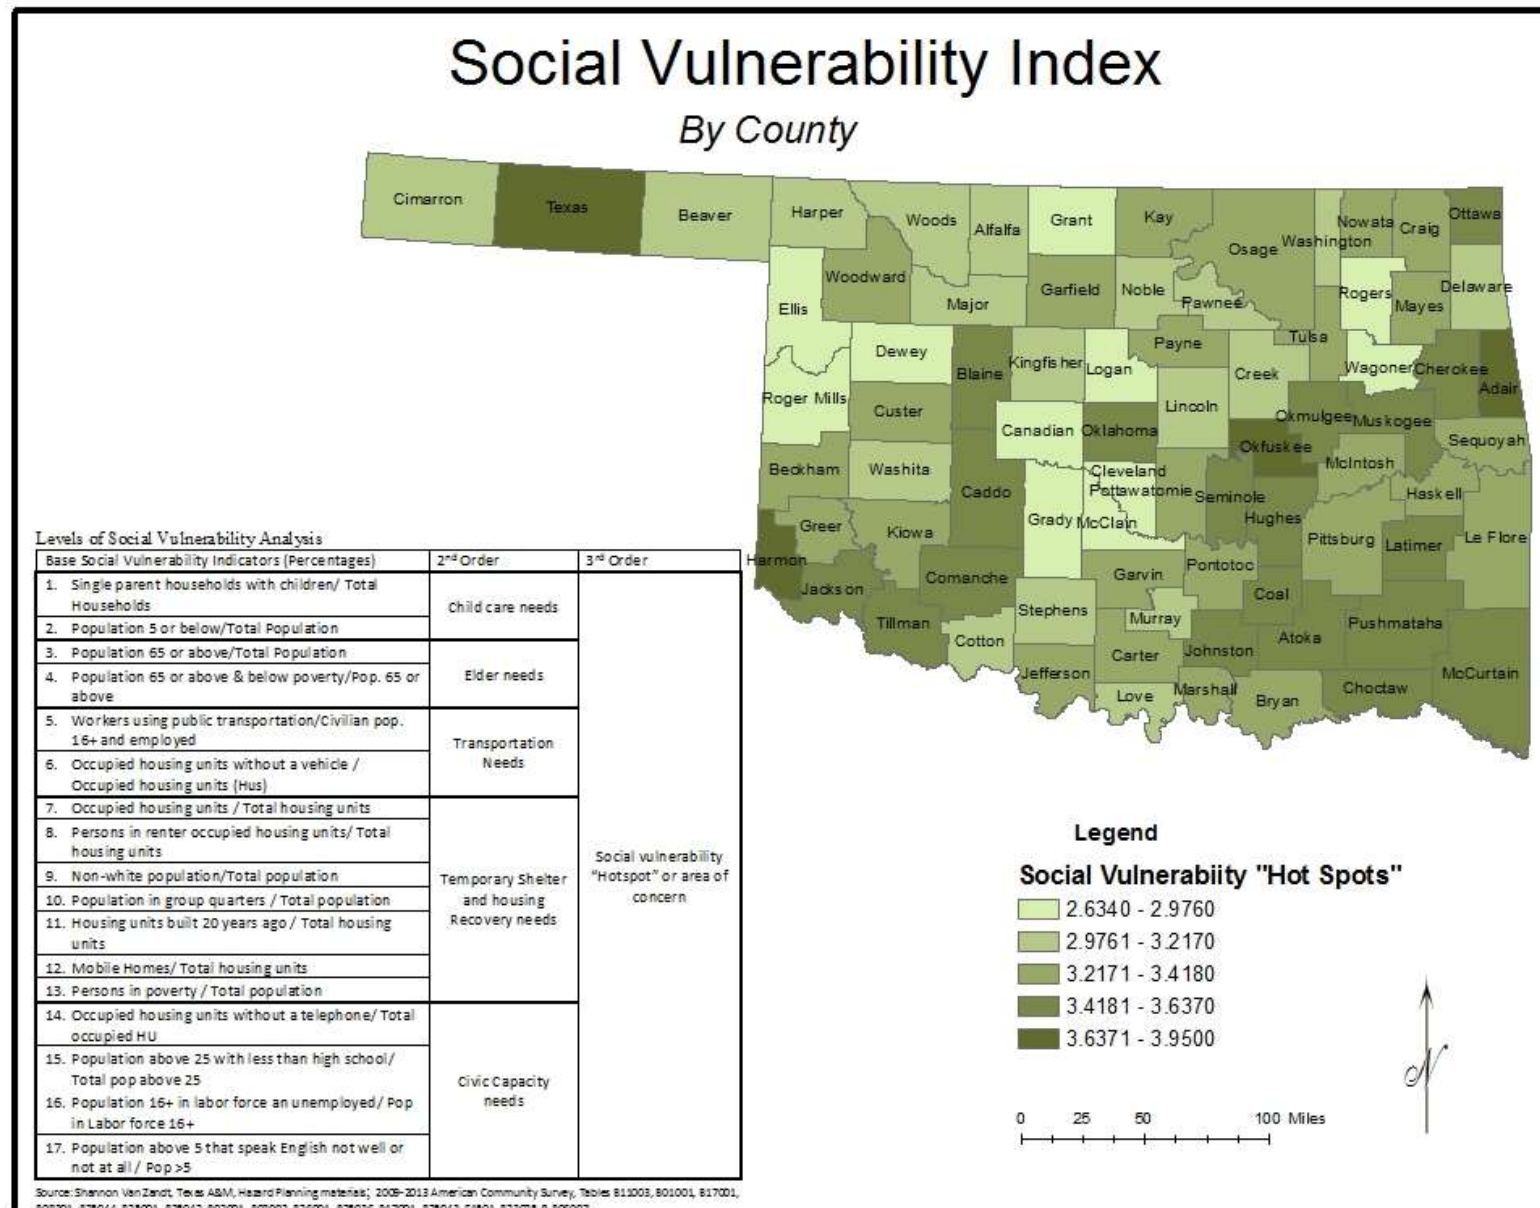 Social Vulnerability Index
By County
Cimarron
Texas
Beaver
Harper
Woods
Alfalfa
Grant
Kay
Osage
Washington
Nowata
Craig
Ottawa
Ellis
Woodward
Major
Garfield
Noble
Pawnee
Rogers
Mayes
Delaware
Dewey
Blaine
Kingfisher
Logan
Payne
Tulsa
Creek
Wagoner
Cherokee
Adair
Roger Mills
Custer
Canadian
Oklahoma
Lincoln
Okmulgee
Muskogee
Okfuskee
Sequoyah
McIntosh
Beckham
Washita
Caddo
Grady
Cleveland
Pottawatomie
McClain
Seminole
Hughes
Haskell
Pittsburg
Latimer
Le Flore
Greer
Kiowa
Harmon
Jackson
Comanche
Garvin
Pontotoc
Coal
Tillman
Cotton
Stephens
Murray
Carter
Johnston
Atoka
Pushmataha
McCurtain
Jefferson
Love
Marshall
Bryan
Choctaw
Levels of Social Vulnerability Analysis
Base Social Vulnerability Indicators (Percentages)
2nd Order
3rd Order
1. Single parent households with children/ Total
Households
2. Population 5 or below/Total Population
Child care needs
3. Population 65 or above/Total Population
4. Population 65 or above & below poverty/Pop. 65 or
above
Elder needs
5. Workers using public transportation/Civilian pop.
16+ and employed
6. Occupied housing units without a vehicle /
Occupied housing units (Hus)
Transportation
Needs
7. Occupied housing units / Total housing units
8. Persons in renter occupied housing units/ Total
housing units
9. Non-white population/Total population
10. Population in group quarters / Total population
11. Housing units built 20 years ago / Total housing
units
12. Mobile Homes/ Total housing units
13. Persons in poverty / Total population
Temporary Shelter
and housing
Recovery needs
14. Occupied housing units without a telephone/ Total
occupied HU
15. Population above 25 with less than high school/
Total pop above 25
16. Population 16+ in labor force an unemployed/ Pop
in Labor force 16+
17. Population above 5 that speak English not well or
not at all / Pop >5
Civic Capacity
needs
Social vulnerability
"Hotspot" or area of
concern
Source: Shannon Van Zandt, Texas A&M, Hazard Planning materials; 2009-2013 American Community Survey, Tables B11003, B01001, B17001,
Legend
Social Vulnerabiity "Hot Spots"
2.6340 - 2.9760
2.9761 - 3.2170
3.2171 - 3.4180
3.4181 - 3.6370
3.6371 - 3.9500
0 25 50 100 Miles
N